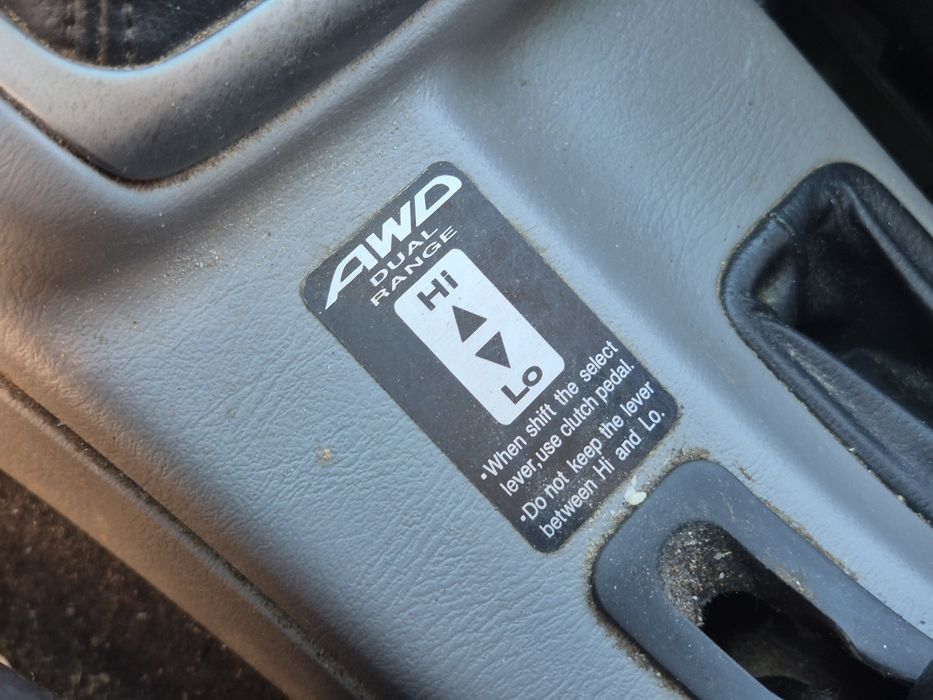 AWD
DUAL
RANGE
Hi
Lo
•When shift the select
lever, use clutch pedal.
•Do not keep the lever
between Hi and Lo.